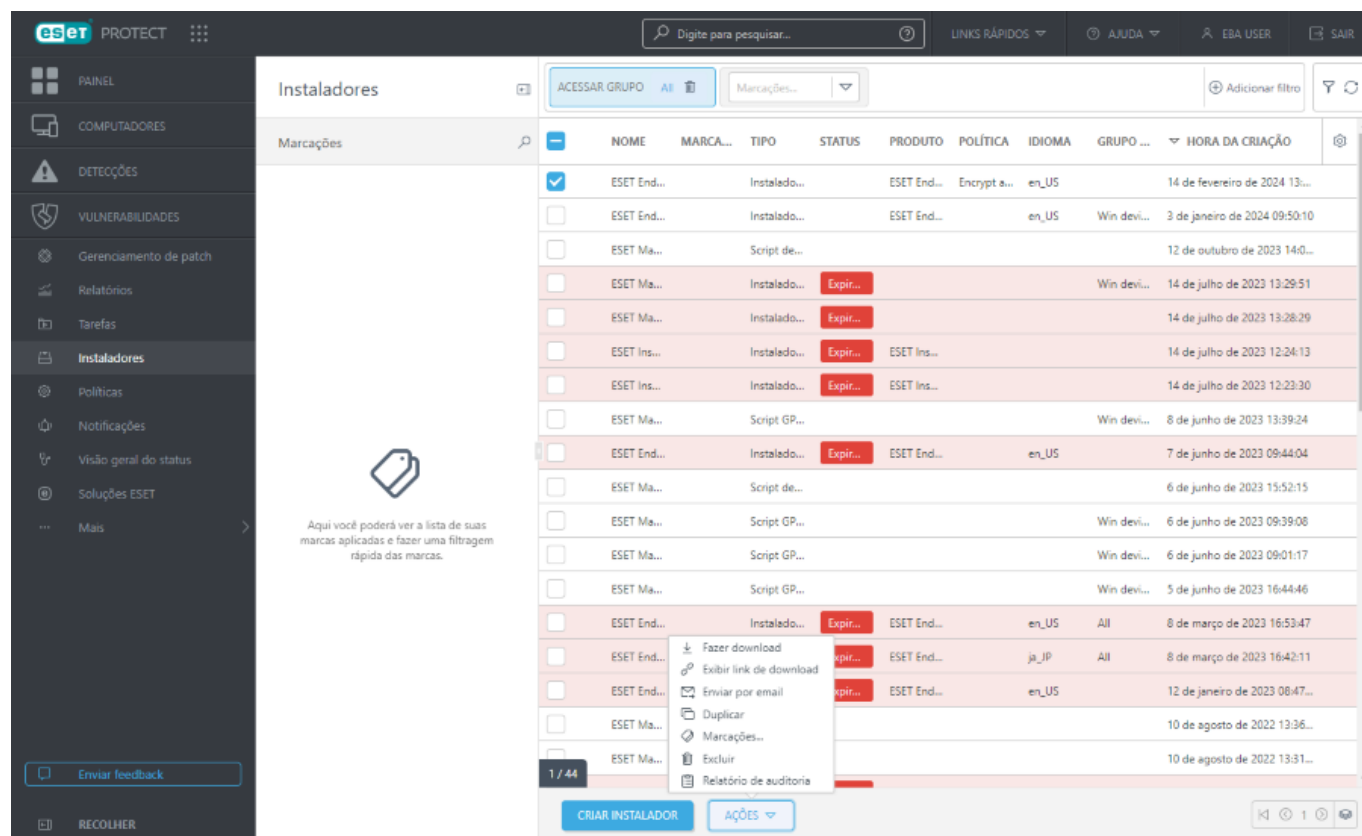 eset PROTECT
Digite para pesquisar...
LINKS RÁPIDOS
AJUDA
EBA USER
SAIR
PAINEL
COMPUTADORES
DETECÇÕES
VULNERABILIDADES
Gerenciamento de patch
Relatórios
Tarefas
Instaladores
Políticas
Notificações
Visão geral do status
Soluções ESET
Mais
Enviar feedback
RECOLHER
Instaladores
Marcações
Aqui você poderá ver a lista de suas
marcas aplicadas e fazer uma filtragem
rápida das marcas.
ACESSAR GRUPO All
Marcações...
Adicionar filtro
NOME MARCA... TIPO STATUS PRODUTO POLÍTICA IDIOMA GRUPO ... HORA DA CRIAÇÃO
ESET End... Instalado... ESET End... Encrypt a... en_US 14 de fevereiro de 2024 13:...
ESET End... Instalado... ESET End... en_US Win devi... 3 de janeiro de 2024 09:50:10
ESET Ma... Script de... 12 de outubro de 2023 14:0...
ESET Ma... Instalado... Expir... Win devi... 14 de julho de 2023 13:29:51
ESET Ma... Instalado... Expir... 14 de julho de 2023 13:28:29
ESET Ins... Instalado... Expir... ESET Ins... 14 de julho de 2023 12:24:13
ESET Ins... Instalado... Expir... ESET Ins... 14 de julho de 2023 12:23:30
ESET Ma... Script GP... Win devi... 8 de junho de 2023 13:39:24
ESET End... Instalado... Expir... ESET End... en_US 7 de junho de 2023 09:44:04
ESET Ma... Script de... 6 de junho de 2023 15:52:15
ESET Ma... Script GP... Win devi... 6 de junho de 2023 09:39:08
ESET Ma... Script GP... Win devi... 6 de junho de 2023 09:01:17
ESET Ma... Script GP... Win devi... 5 de junho de 2023 16:44:46
ESET End... Instalado... Expir... ESET End... en_US All 8 de março de 2023 16:53:47
ESET End... xpir... ESET End... ja_JP All 8 de março de 2023 16:42:11
ESET End... xpir... ESET End... en_US 12 de janeiro de 2023 08:47...
ESET Ma... 10 de agosto de 2022 13:36...
ESET Ma... 10 de agosto de 2022 13:31...
Fazer download
Exibir link de download
Enviar por email
Duplicar
Marcações...
Excluir
Relatório de auditoria
1 / 44
CRIAR INSTALADOR
AÇÕES
1